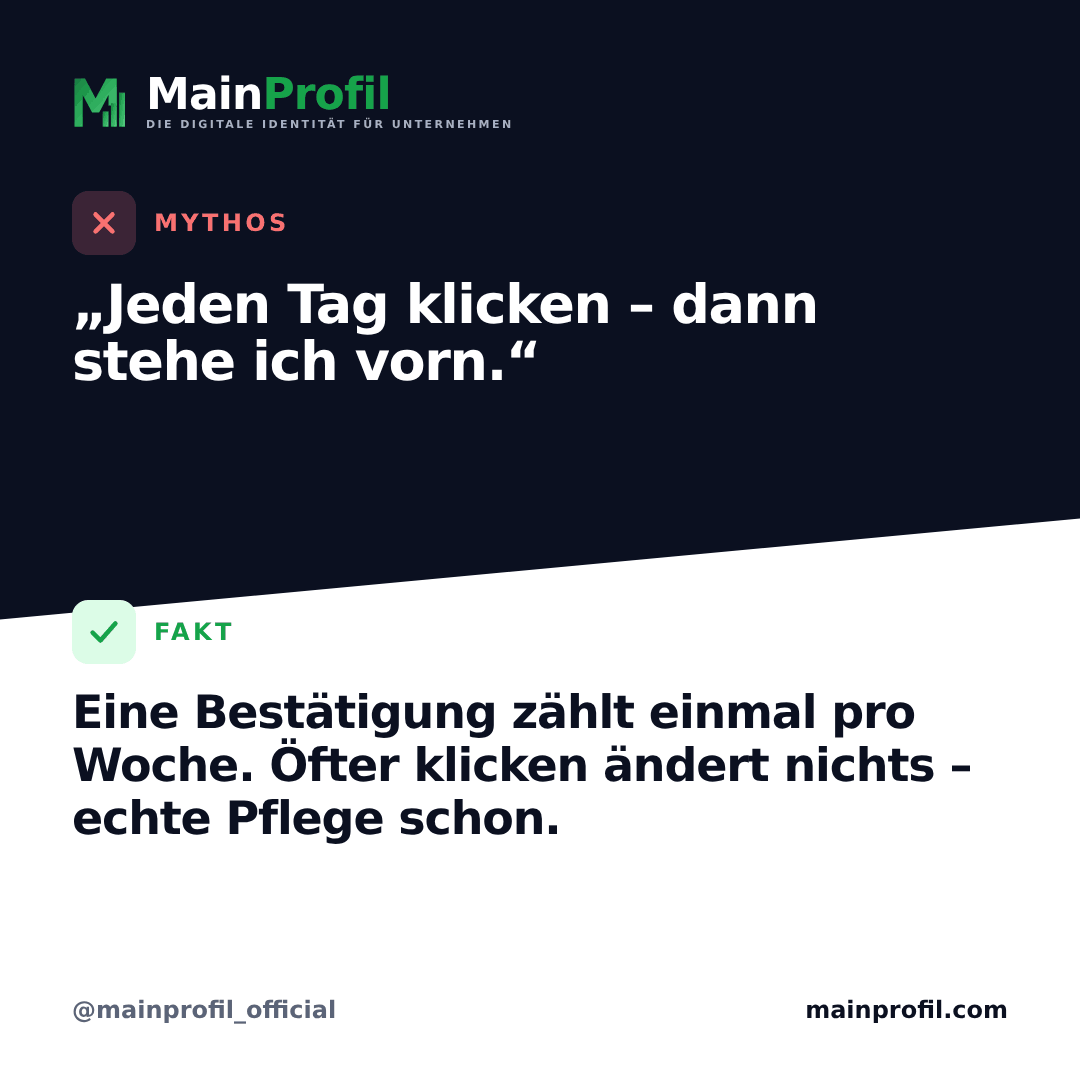 MainProfil
DIE DIGITALE IDENTITÄT FÜR UNTERNEHMEN
MYTHOS
„Jeden Tag klicken – dann
stehe ich vorn.“
FAKT
Eine Bestätigung zählt einmal pro
Woche. Öfter klicken ändert nichts –
echte Pflege schon.
@mainprofil_official
mainprofil.com